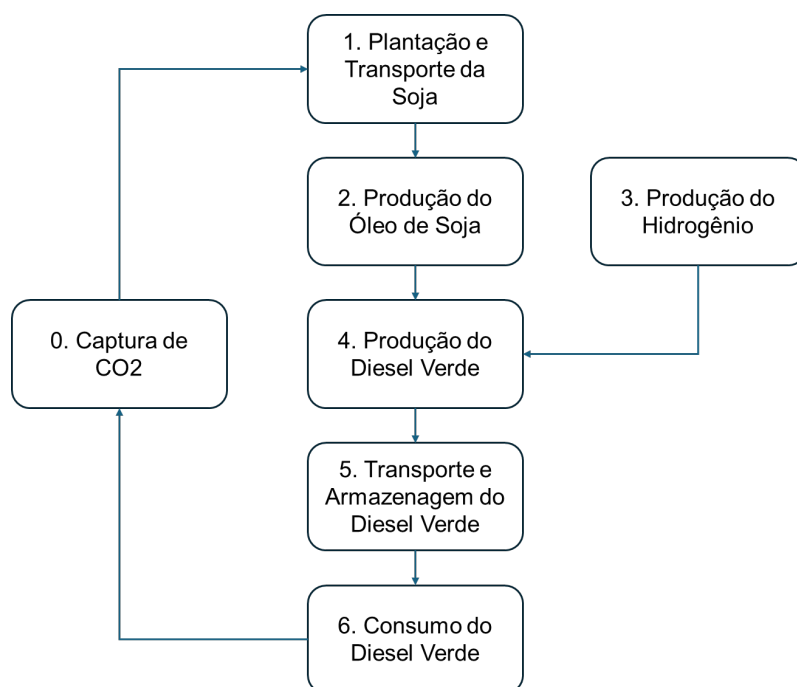 1. Plantação e
Transporte da
Soja
2. Produção do
Óleo de Soja
3. Produção do
Hidrogênio
0. Captura de
CO2
4. Produção do
Diesel Verde
5. Transporte e
Armazenagem do
Diesel Verde
6. Consumo do
Diesel Verde